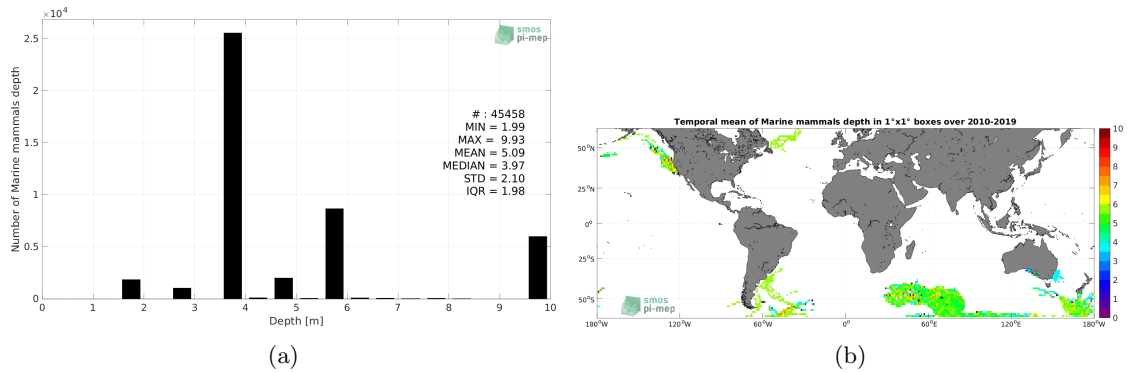 ×10⁴
2.5
2
1.5
1
0.5
0
Number of Marine mammals depth
smos
pi-mep
# : 45458
MIN = 1.99
MAX = 9.93
MEAN = 5.09
MEDIAN = 3.97
STD = 2.10
IQR = 1.98
0 1 2 3 4 5 6 7 8 9 10
Depth [m]
(a)
Temporal mean of Marine mammals depth in 1°x1° boxes over 2010-2019
50°N
25°N
0°
25°S
50°S
smos
pi-mep
180°W 120°W 60°W 0° 60°E 120°E 180°W
10
9
8
7
6
5
4
3
2
1
0
(b)